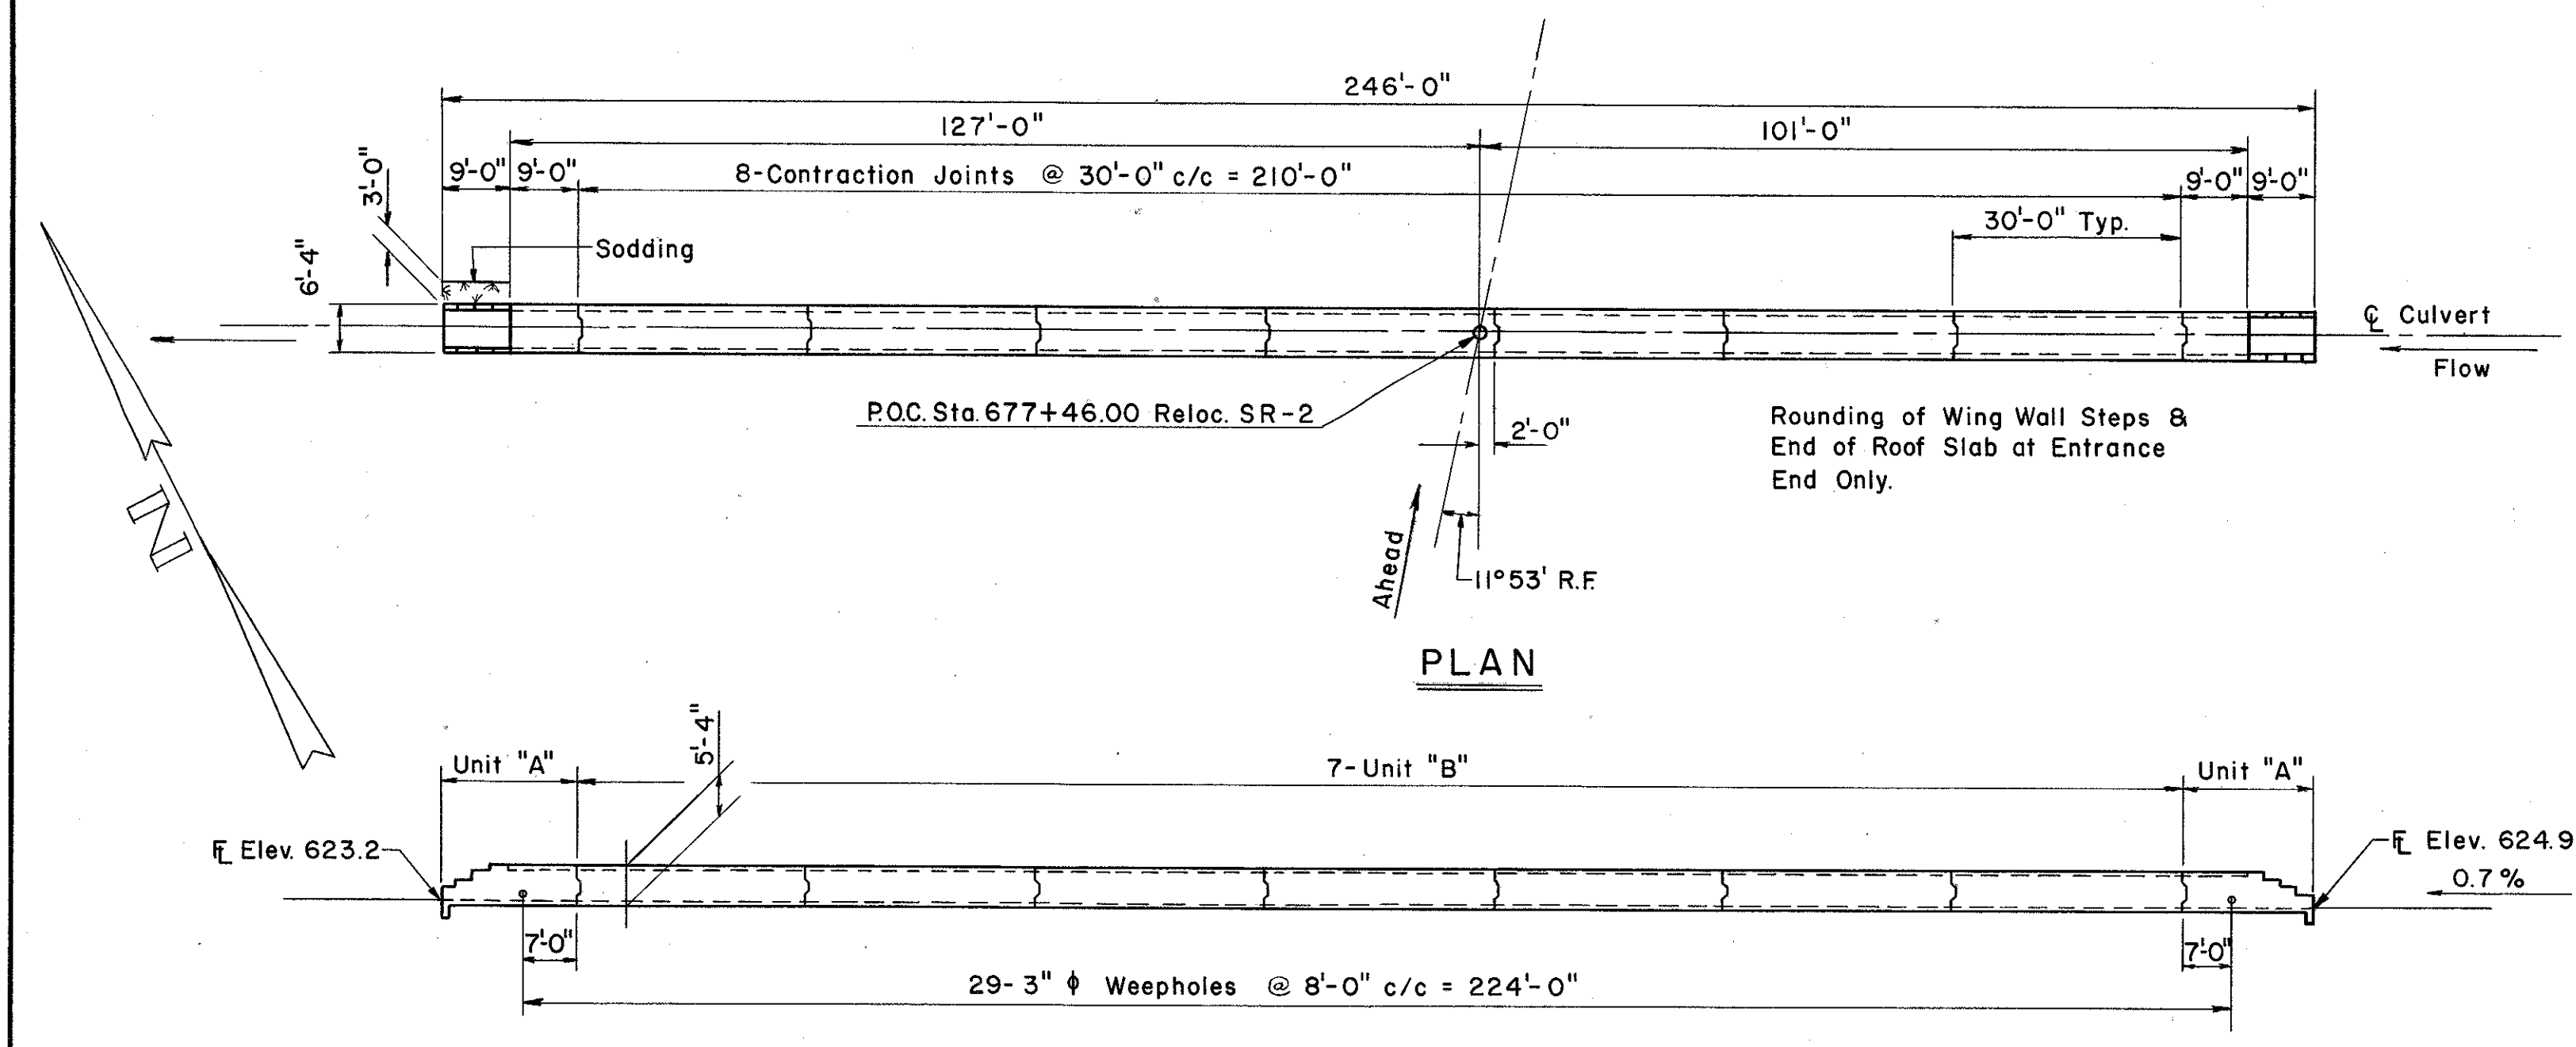 246'-0"
127'-0"
101'-0"
3'-0"
9'-0" 9'-0"
8-Contraction Joints @ 30'-0" c/c = 210'-0"
9'-0" 9'-0"
30'-0" Typ.
Sodding
6'-4"
℄ Culvert
Flow
P.O.C. Sta. 677+46.00 Reloc. SR-2
2'-0"
Rounding of Wing Wall Steps &
End of Roof Slab at Entrance
End Only.
N
Ahead
11°53' R.F.
PLAN
5'-4"
Unit "A"
7-Unit "B"
Unit "A"
FL Elev. 623.2
FL Elev. 624.9
0.7%
7'-0"
7'-0"
29-3" ϕ Weepholes @ 8'-0" c/c = 224'-0"